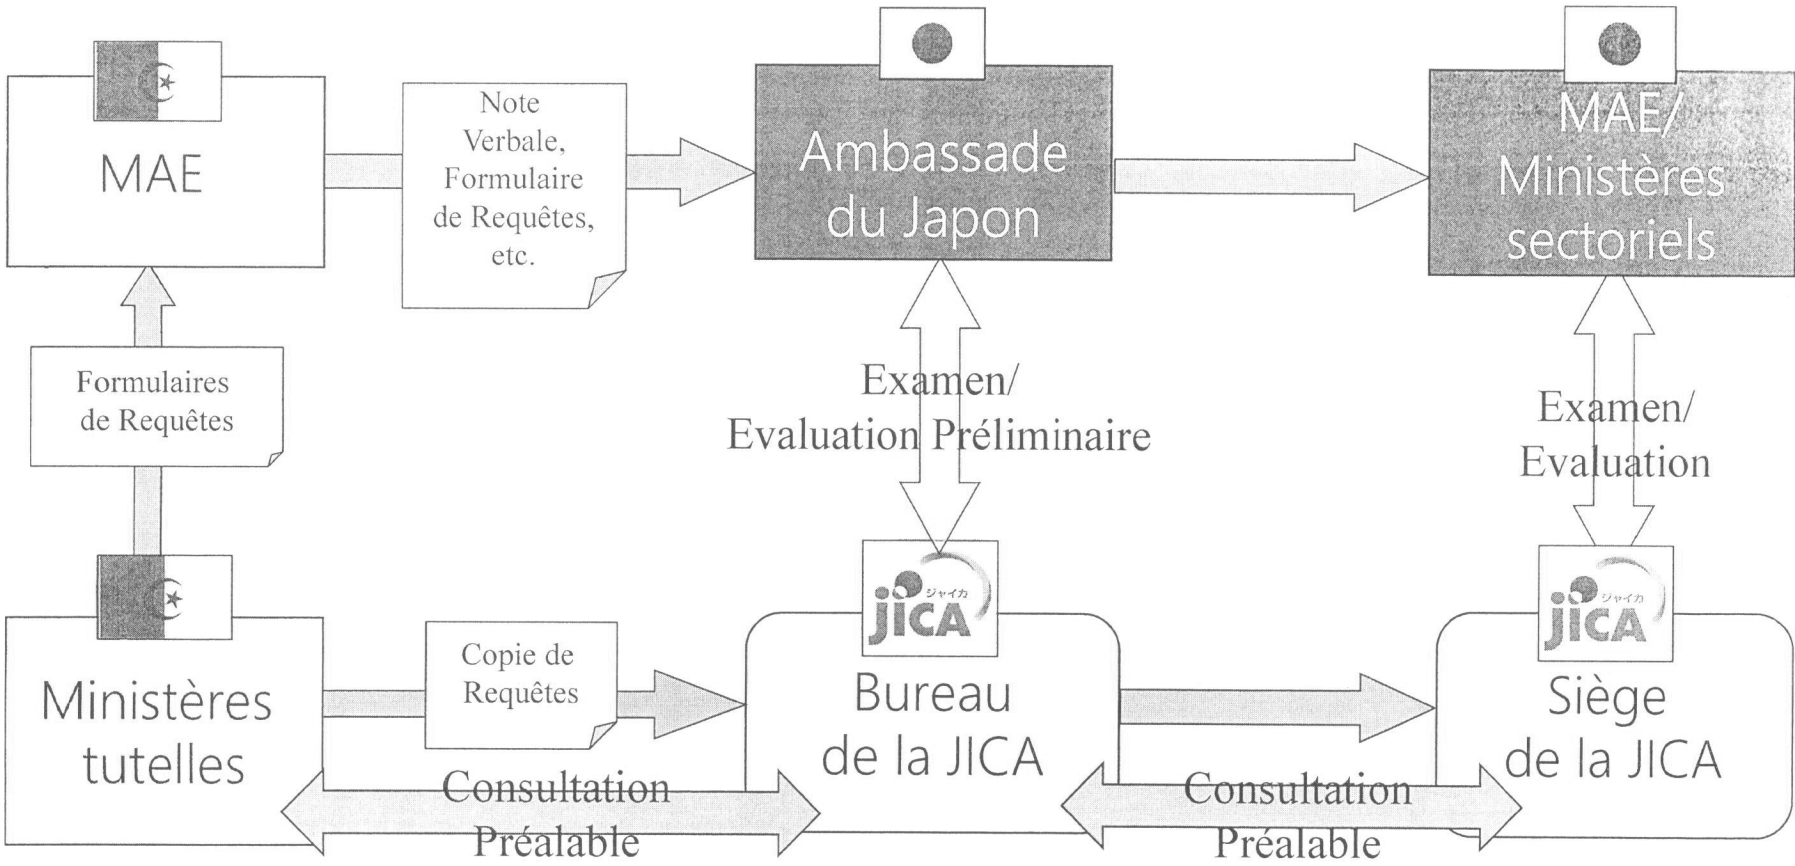 MAE
Note
Verbale,
Formulaire
de Requêtes,
etc.
Ambassade
du Japon
MAE/
Ministères
sectoriels
Formulaires
de Requêtes
Examen/
Evaluation Préliminaire
Examen/
Evaluation
Ministères
tutelles
Copie de
Requêtes
ジャイカ
jICA
Bureau
de la JICA
ジャイカ
jICA
Siège
de la JICA
Consultation
Préalable
Consultation
Préalable